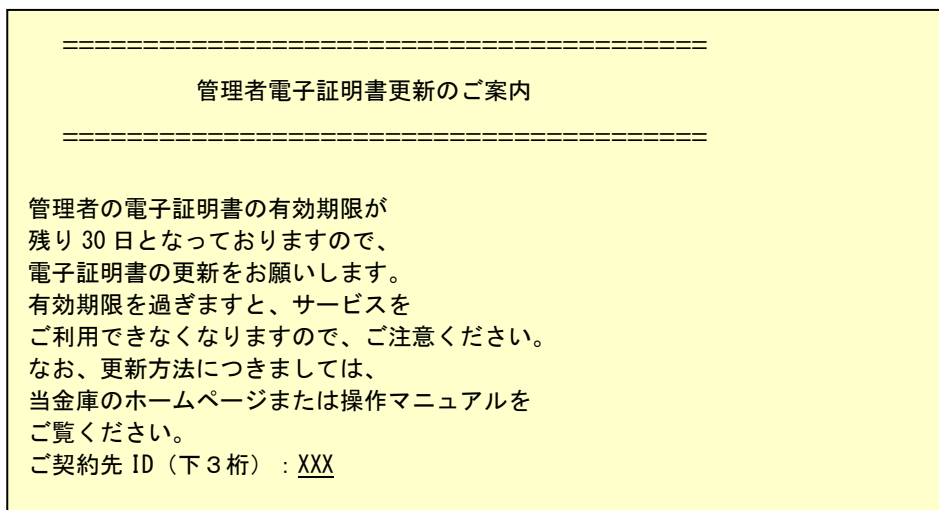 ========================================
管理者電子証明書更新のご案内
========================================
管理者の電子証明書の有効期限が
残り 30 日となっておりますので、
電子証明書の更新をお願いします。
有効期限を過ぎますと、サービスを
ご利用できなくなりますので、ご注意ください。
なお、更新方法につきましては、
当金庫のホームページまたは操作マニュアルを
ご覧ください。
ご契約先 ID（下３桁）：XXX